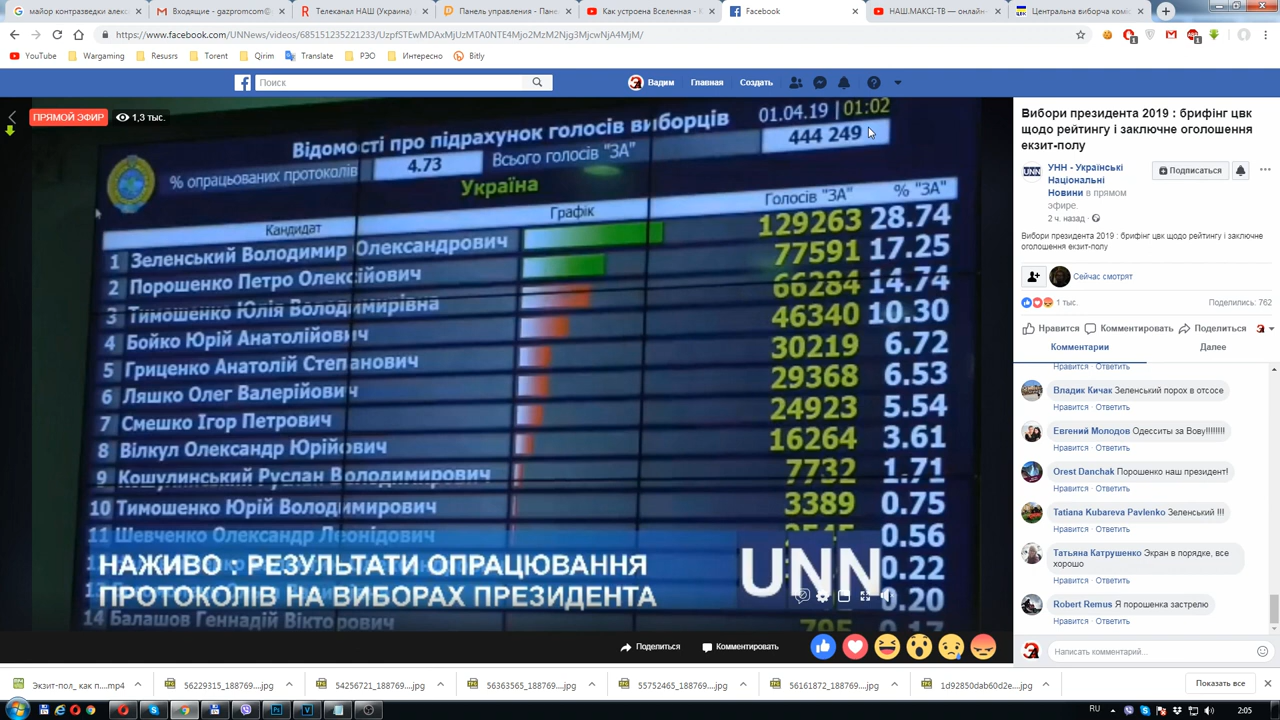 майор контразведки алекс
Входящие - gazpromcom@
Телеканал НАШ (Украина)
Панель управления - Пане
Как устроена Вселенная -
Facebook
НАШ.МАКСІ-ТВ — онлайн
Центральна виборча коміс
https://www.facebook.com/UNNews/videos/685151235221233/UzpfSTEwMDAxMjUzMTA0NTE4Mjo2MzM2Njg3MjcwNjA4MjM/
YouTube
Wargaming
Resusrs
Torent
Qirim
Translate
РЭО
Интересно
Bitly
Поиск
Вадим
Главная
Создать
ПРЯМОЙ ЭФИР
1,3 тыс.
01.04.19 | 01:02
Відомості про підрахунок голосів виборців
% опрацьованих протоколів 4.73 Всього голосів "ЗА" 444 249
Україна
Кандидат Графік Голосів "ЗА" % "ЗА"
1 Зеленський Володимир Олександрович 129263 28.74
2 Порошенко Петро Олексійович 77591 17.25
3 Тимошенко Юлія Володимирівна 66284 14.74
4 Бойко Юрій Анатолійович 46340 10.30
5 Гриценко Анатолій Степанович 30219 6.72
6 Ляшко Олег Валерійович 29368 6.53
7 Смешко Ігор Петрович 24923 5.54
8 Вілкул Олександр Юрійович 16264 3.61
9 Кошулинський Руслан Володимирович 7732 1.71
10 Тимошенко Юрій Володимирович 3389 0.75
11 Шевченко Олександр Леонідович 0.56
0.22
0.20
14 Балашов Геннадій Вікторович 795 0.17
НАЖИВО : РЕЗУЛЬТАТИ ОПРАЦЮВАННЯ
ПРОТОКОЛІВ НА ВИБОРАХ ПРЕЗИДЕНТА
UNN
Поделиться
Комментировать
Вибори президента 2019 : брифінг цвк
щодо рейтингу і заключне оголошення
екзит-полу
UNN
УНН - Українські
Національні
Новини в прямом
эфире.
2 ч. назад
Подписаться
Вибори президента 2019 : брифінг цвк щодо рейтингу і заключне
оголошення екзит-полу
Сейчас смотрят
1 тыс.
Поделились: 762
Нравится
Комментировать
Поделиться
Комментарии
Далее
Нравится · Ответить
Владик Кичак Зеленський порох в отсосе
Нравится · Ответить
Евгений Молодов Одесситы за Вову!!!!!!!!
Нравится · Ответить
Orest Danchak Порошенко наш президент!
Нравится · Ответить
Tatiana Kubareva Pavlenko Зеленський !!!
Нравится · Ответить
Татьяна Катрушенко Экран в порядке, все
хорошо
Нравится · Ответить
Robert Remus Я порошенка застрелю
Нравится · Ответить
Написать комментарий...
Экзит-пол_ как п....mp4
56229315_188769....jpg
54256721_188769....jpg
56363565_188769....jpg
55752465_188769....jpg
56161872_188769....jpg
1d92850dab60d2e....jpg
Показать все
RU
2:05